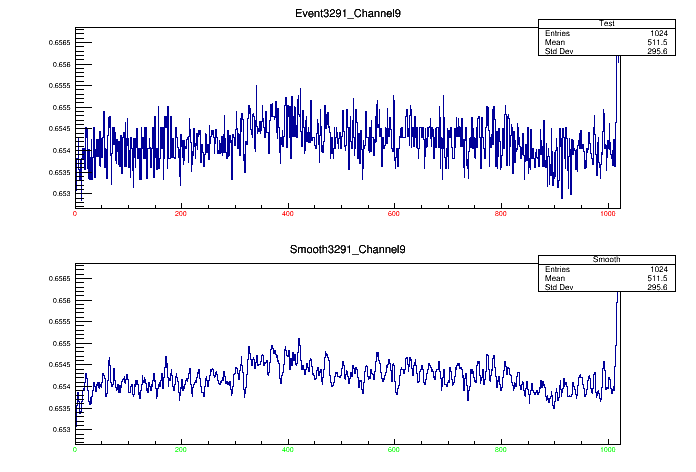 Event3291_Channel9
Test
Entries 1024
Mean 511.5
Std Dev 295.6
0.6565
0.656
0.6555
0.655
0.6545
0.654
0.6535
0.653
0 200 400 600 800 1000
Smooth3291_Channel9
Smooth
Entries 1024
Mean 511.5
Std Dev 295.6
0.6565
0.656
0.6555
0.655
0.6545
0.654
0.6535
0.653
0 200 400 600 800 1000